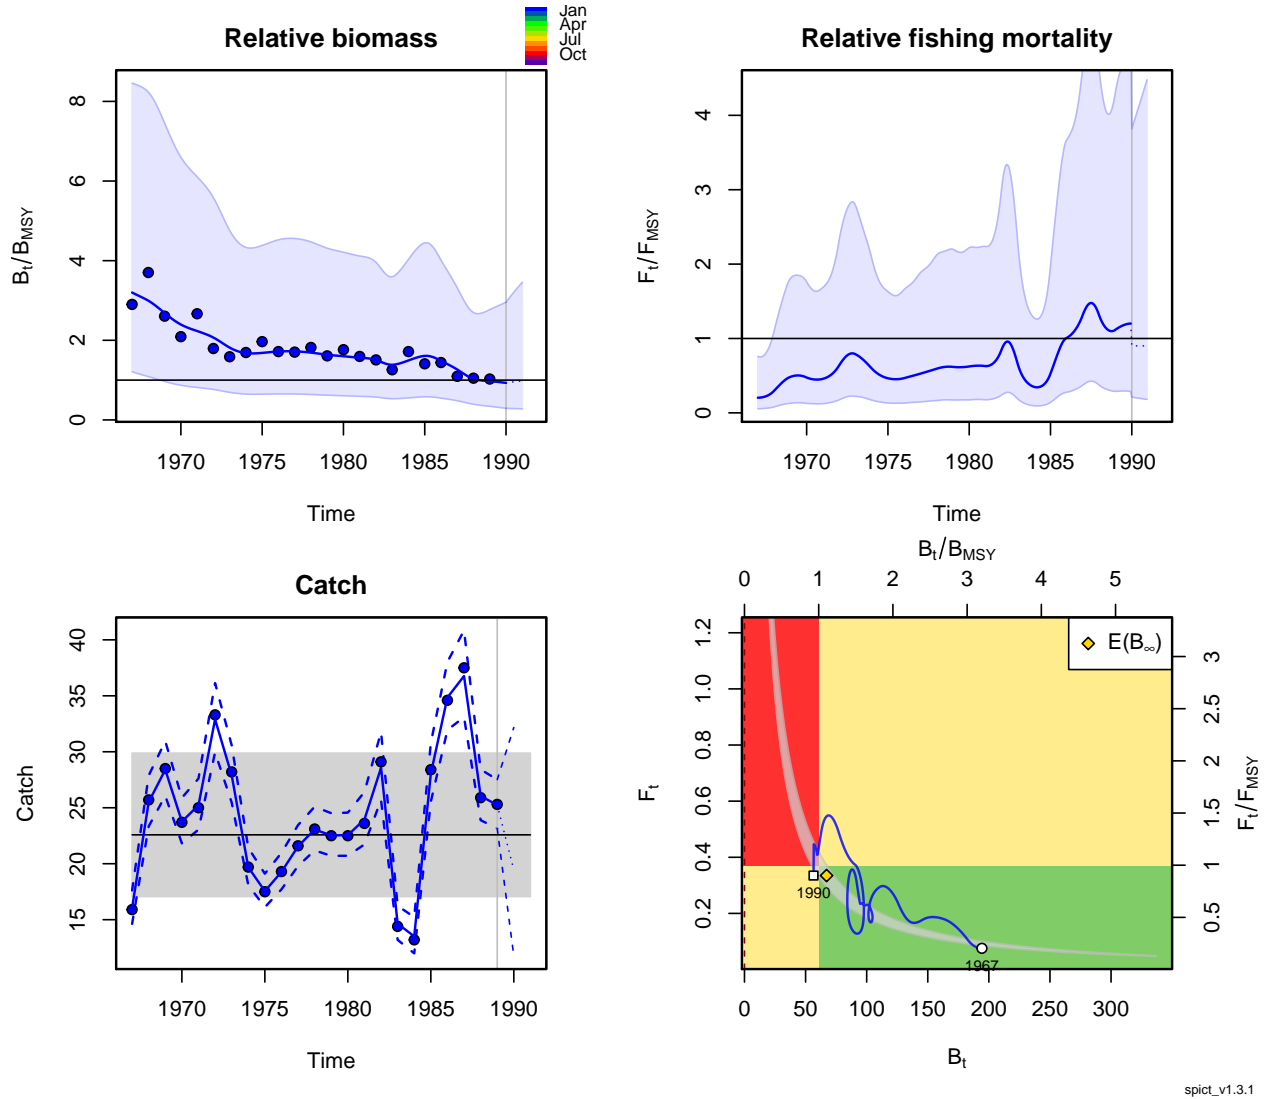 Jan
Apr
Jul
Oct
Relative biomass
8
6
4
2
0
Bt/BMSY
1970 1975 1980 1985 1990
Time
Relative fishing mortality
4
3
2
1
0
Ft/FMSY
1970 1975 1980 1985 1990
Time
Catch
40
35
30
25
20
15
Catch
1970 1975 1980 1985 1990
Time
Bt/BMSY
0 1 2 3 4 5
1.2
1.0
0.8
0.6
0.4
0.2
Ft
E(B∞)
3
2.5
2
1.5
1
0.5
Ft/FMSY
1990
1967
0 50 100 150 200 250 300
Bt
spict_v1.3.1